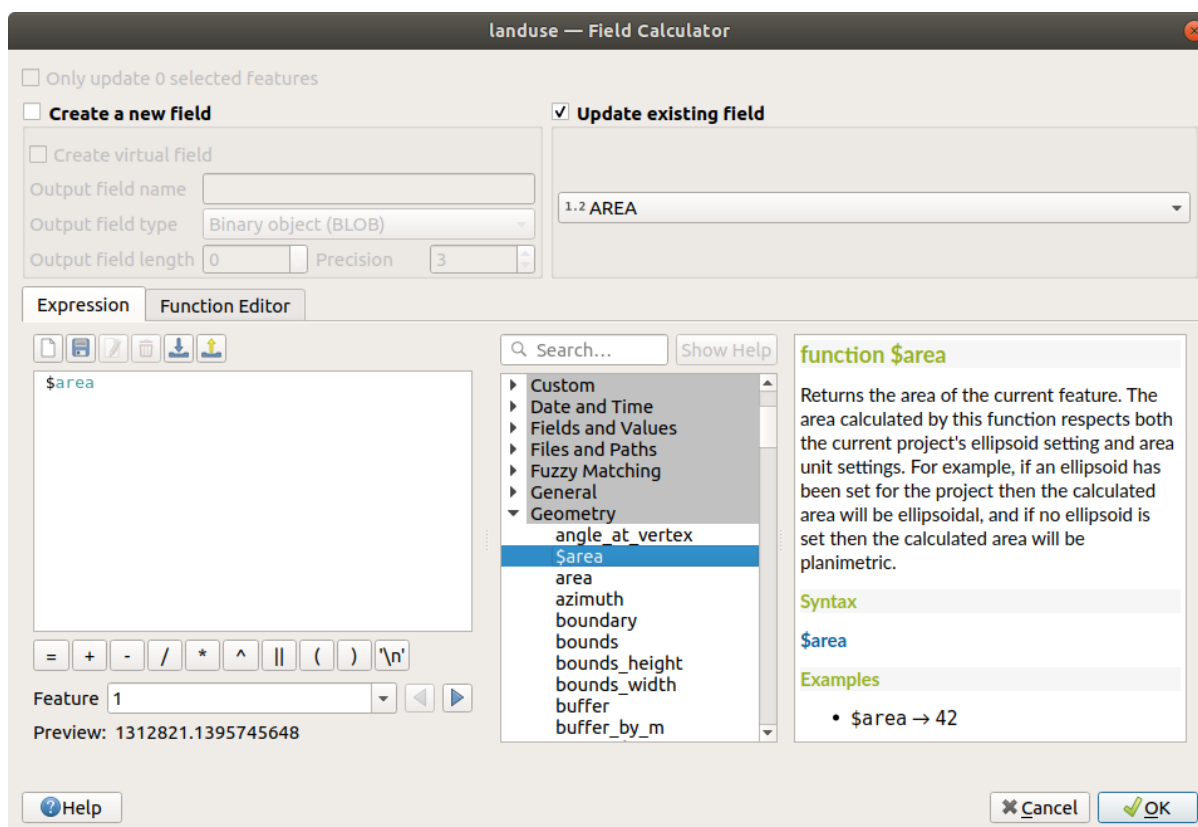 landuse — Field Calculator
Only update 0 selected features
Create a new field
Update existing field
Create virtual field
Output field name
1.2 AREA
Output field type Binary object (BLOB)
Output field length 0 Precision 3
Expression Function Editor
Search... Show Help
function $area
$area
Custom
Date and Time
Fields and Values
Files and Paths
Fuzzy Matching
General
Geometry
angle_at_vertex
$area
area
azimuth
boundary
bounds
bounds_height
bounds_width
buffer
buffer_by_m
Returns the area of the current feature. The
area calculated by this function respects both
the current project's ellipsoid setting and area
unit settings. For example, if an ellipsoid has
been set for the project then the calculated
area will be ellipsoidal, and if no ellipsoid is
set then the calculated area will be
planimetric.
Syntax
$area
Examples
• $area → 42
= + - / * ^ || ( ) '\n'
Feature 1
Preview: 1312821.1395745648
Help
Cancel
OK